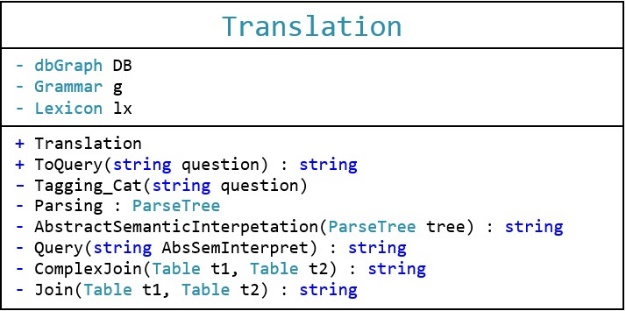 Translation
- dbGraph DB
- Grammar g
- Lexicon lx
+ Translation
+ ToQuery(string question) : string
- Tagging_Cat(string question)
- Parsing : ParseTree
- AbstractSemanticInterpetation(ParseTree tree) : string
- Query(string AbsSemInterpret) : string
- ComplexJoin(Table t1, Table t2) : string
- Join(Table t1, Table t2) : string